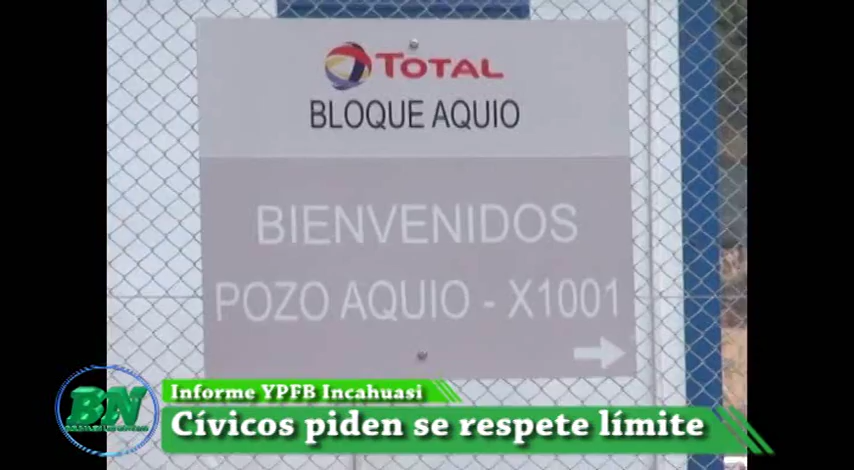 TOTAL
BLOQUE AQUIO
BIENVENIDOS
POZO AQUIO - X1001
BN
Informe YPFB Incahuasi
Cívicos piden se respete límite